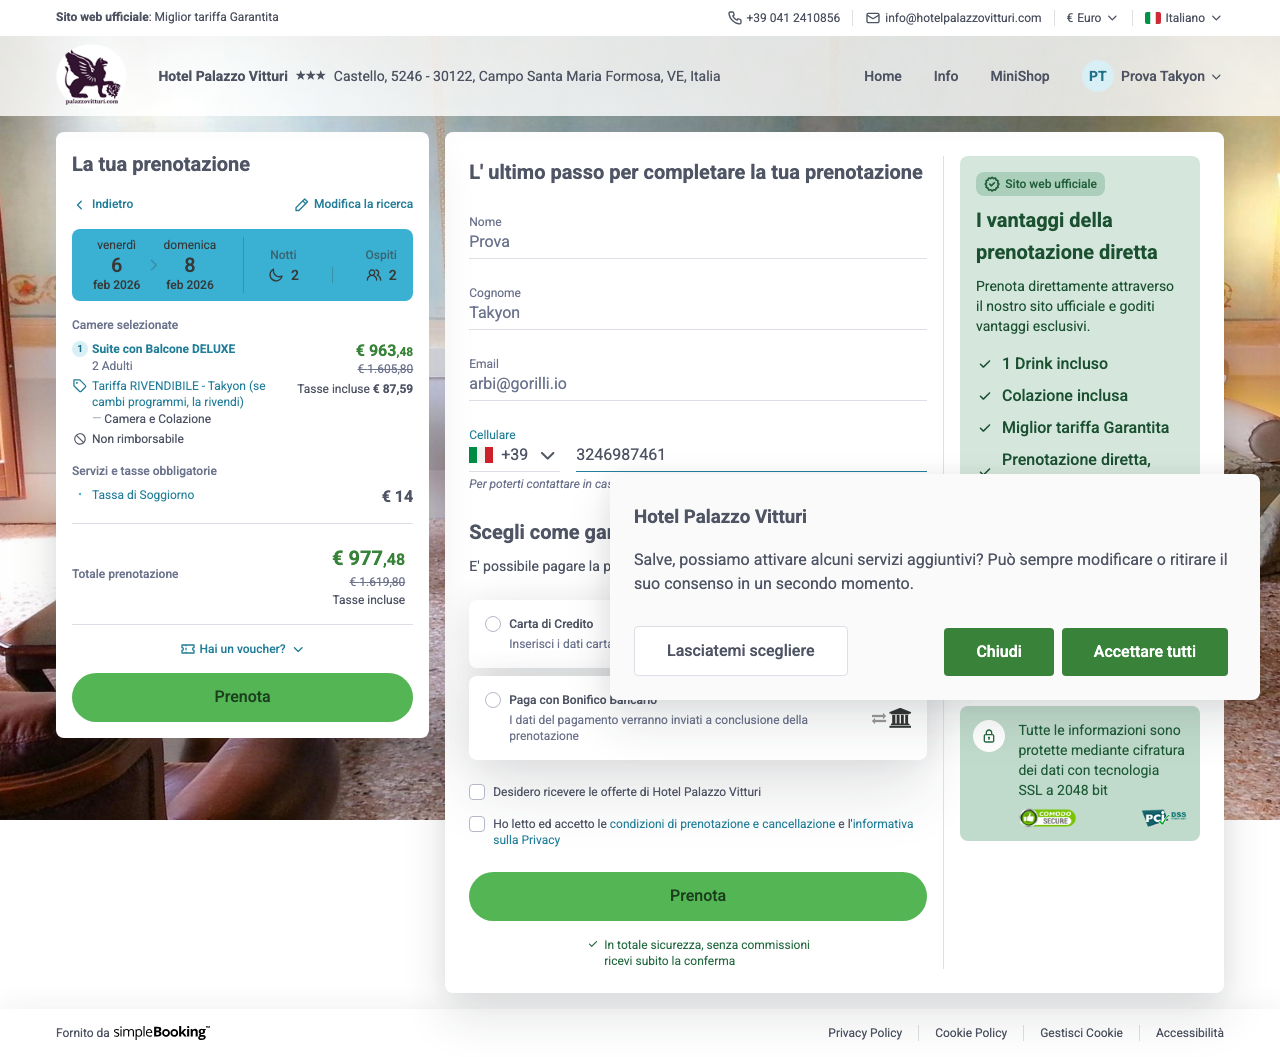 Sito web ufficiale: Miglior tariffa Garantita
+39 041 2410856
info@hotelpalazzovitturi.com
€ Euro
Italiano
palazzovitturi.com
Hotel Palazzo Vitturi ★★★ Castello, 5246 - 30122, Campo Santa Maria Formosa, VE, Italia
Home
Info
MiniShop
PT Prova Takyon
La tua prenotazione
Indietro
Modifica la ricerca
venerdì
6
feb 2026
domenica
8
feb 2026
Notti
2
Ospiti
2
Camere selezionate
1 Suite con Balcone DELUXE
€ 963,48
2 Adulti
€ 1.605,80
Tariffa RIVENDIBILE - Takyon (se
cambi programmi, la rivendi)
Tasse incluse € 87,59
Camera e Colazione
Non rimborsabile
Servizi e tasse obbligatorie
Tassa di Soggiorno
€ 14
Totale prenotazione
€ 977,48
€ 1.619,80
Tasse incluse
Hai un voucher?
Prenota
L' ultimo passo per completare la tua prenotazione
Nome
Prova
Cognome
Takyon
Email
arbi@gorilli.io
Cellulare
+39
3246987461
Per poterti contattare in cas
Scegli come gar
E' possibile pagare la p
Carta di Credito
Inserisci i dati carta
Paga con Bonifico Bancario
I dati del pagamento verranno inviati a conclusione della
prenotazione
Desidero ricevere le offerte di Hotel Palazzo Vitturi
Ho letto ed accetto le condizioni di prenotazione e cancellazione e l'informativa
sulla Privacy
Prenota
In totale sicurezza, senza commissioni
ricevi subito la conferma
Sito web ufficiale
I vantaggi della
prenotazione diretta
Prenota direttamente attraverso
il nostro sito ufficiale e goditi
vantaggi esclusivi.
1 Drink incluso
Colazione inclusa
Miglior tariffa Garantita
Prenotazione diretta,
Hotel Palazzo Vitturi
Salve, possiamo attivare alcuni servizi aggiuntivi? Può sempre modificare o ritirare il
suo consenso in un secondo momento.
Lasciatemi scegliere
Chiudi
Accettare tutti
Tutte le informazioni sono
protette mediante cifratura
dei dati con tecnologia
SSL a 2048 bit
COMODO
SECURE
PCI DSS
Fornito da simpleBooking™
Privacy Policy
Cookie Policy
Gestisci Cookie
Accessibilità